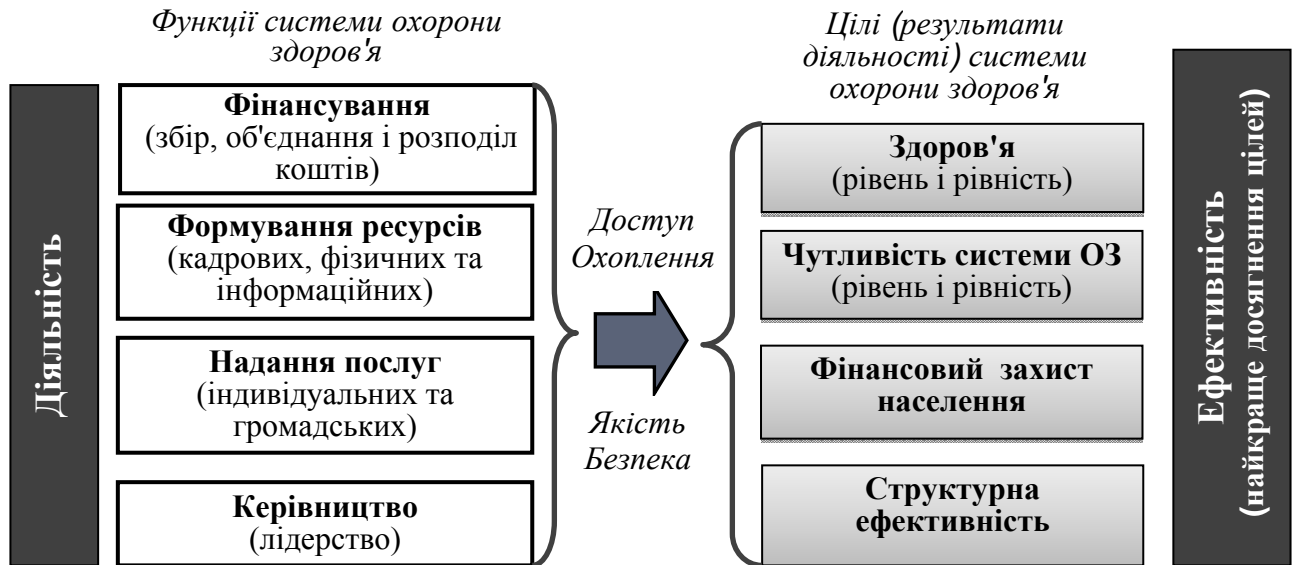 Функції системи охорони
здоров'я
Діяльність
Фінансування
(збір, об'єднання і розподіл
коштів)
Формування ресурсів
(кадрових, фізичних та
інформаційних)
Надання послуг
(індивідуальних та
громадських)
Керівництво
(лідерство)
Доступ
Охоплення
Якість
Безпека
Цілі (результати
діяльності) системи
охорони здоров'я
Здоров'я
(рівень і рівність)
Чутливість системи ОЗ
(рівень і рівність)
Фінансовий захист
населення
Структурна
ефективність
Ефективність
(найкраще досягнення цілей)